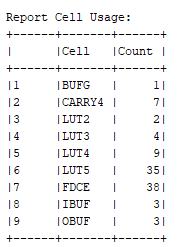 Report Cell Usage:
+------+-------+------+
|      |Cell   |Count |
+------+-------+------+
|1     |BUFG   |     1|
|2     |CARRY4 |     7|
|3     |LUT2   |     2|
|4     |LUT3   |     4|
|5     |LUT4   |     9|
|6     |LUT5   |    35|
|7     |FDCE   |    38|
|8     |IBUF   |     3|
|9     |OBUF   |     3|
+------+-------+------+